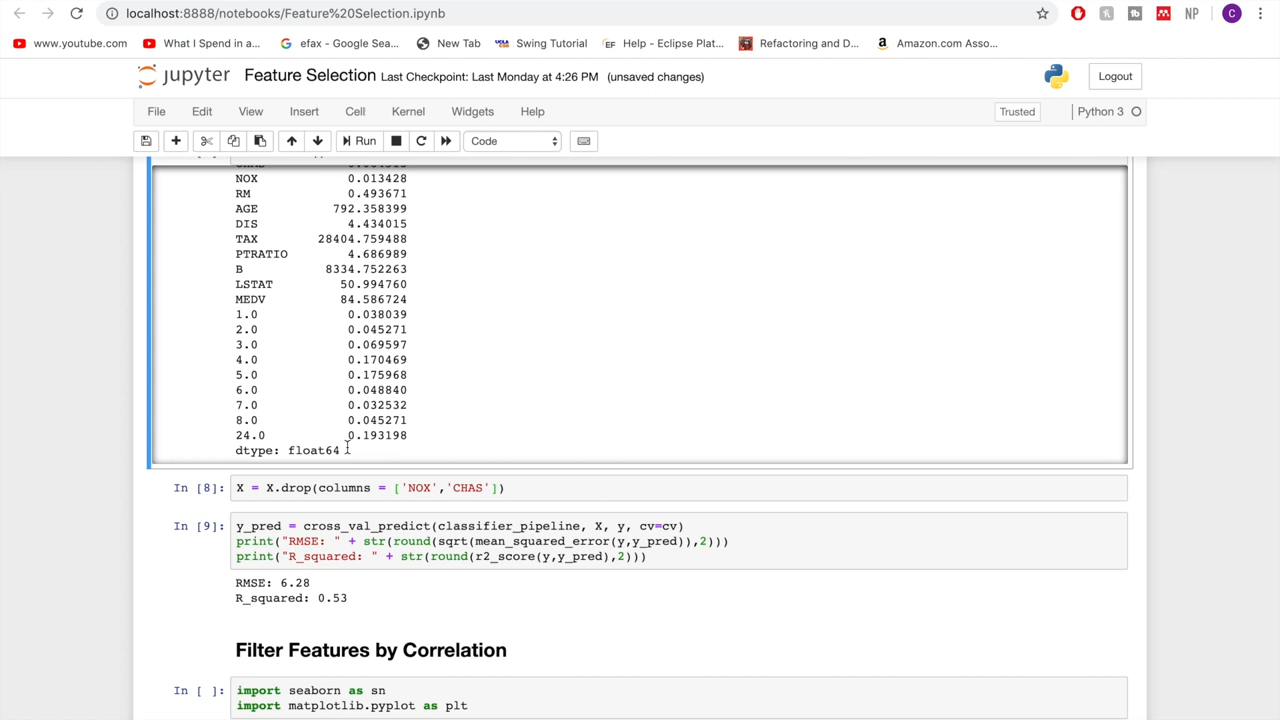 localhost:8888/notebooks/Feature%20Selection.ipynb
NP
C
www.youtube.com
What I Spend in a...
efax - Google Sea...
New Tab
UCLA CCLE
Swing Tutorial
EF
Help - Eclipse Plat...
Refactoring and D...
Amazon.com Asso...
jupyter
Feature Selection Last Checkpoint: Last Monday at 4:26 PM (unsaved changes)
Logout
File Edit View Insert Cell Kernel Widgets Help
Trusted
Python 3
Run
Code
NOX 0.013428
RM 0.493671
AGE 792.358399
DIS 4.434015
TAX 28404.759488
PTRATIO 4.686989
B 8334.752263
LSTAT 50.994760
MEDV 84.586724
1.0 0.038039
2.0 0.045271
3.0 0.069597
4.0 0.170469
5.0 0.175968
6.0 0.048840
7.0 0.032532
8.0 0.045271
24.0 0.193198
dtype: float64
In [8]: X = X.drop(columns = ['NOX','CHAS'])
In [9]: y_pred = cross_val_predict(classifier_pipeline, X, y, cv=cv)
print("RMSE: " + str(round(sqrt(mean_squared_error(y,y_pred)),2)))
print("R_squared: " + str(round(r2_score(y,y_pred),2)))
RMSE: 6.28
R_squared: 0.53
Filter Features by Correlation
In [ ]: import seaborn as sn
import matplotlib.pyplot as plt